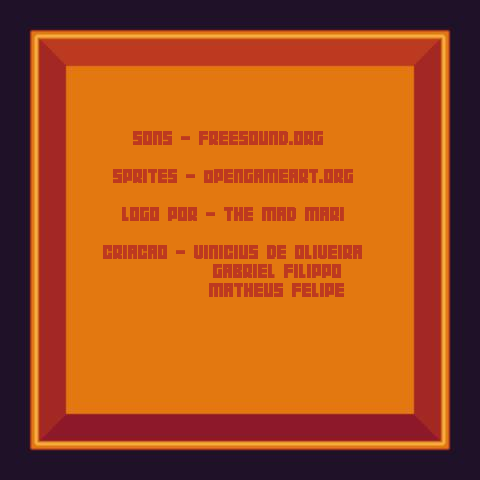 SONS - FREESOUND.ORG
SPRITES - OPENGAMEART.ORG
LOGO POR - THE MAD MARI
CRIACAO - VINICIUS DE OLIVEIRA
GABRIEL FILIPPO
MATHEUS FELIPE